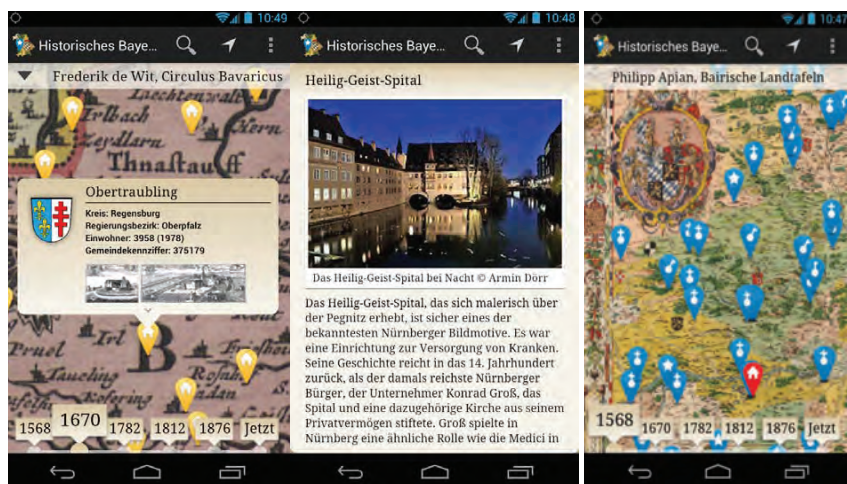 10:49
Historisches Baye...
Frederik de Wit, Circulus Bavaricus
Irlbach
Zeydlarn
Thnastauff
Obertraubling
Kreis: Regensburg
Regierungsbezirk: Oberpfalz
Einwohner: 3958 (1978)
Gemeindekennziffer: 375179
Irl
B
Pruel
Taucling
1568 1670 1782 1812 1876 Jetzt
10:48
Historisches Baye...
Heilig-Geist-Spital
Das Heilig-Geist-Spital bei Nacht © Armin Dörr
Das Heilig-Geist-Spital, das sich malerisch über
der Pegnitz erhebt, ist sicher eines der
bekanntesten Nürnberger Bildmotive. Es war
eine Einrichtung zur Versorgung von Kranken.
Seine Geschichte reicht in das 14. Jahrhundert
zurück, als der damals reichste Nürnberger
Bürger, der Unternehmer Konrad Groß, das
Spital und eine dazugehörige Kirche aus seinem
Privatvermögen stiftete. Groß spielte in
Nürnberg eine ähnliche Rolle wie die Medici in
10:47
Historisches Baye...
Philipp Apian, Bairische Landtafeln
1568 1670 1782 1812 1876 Jetzt